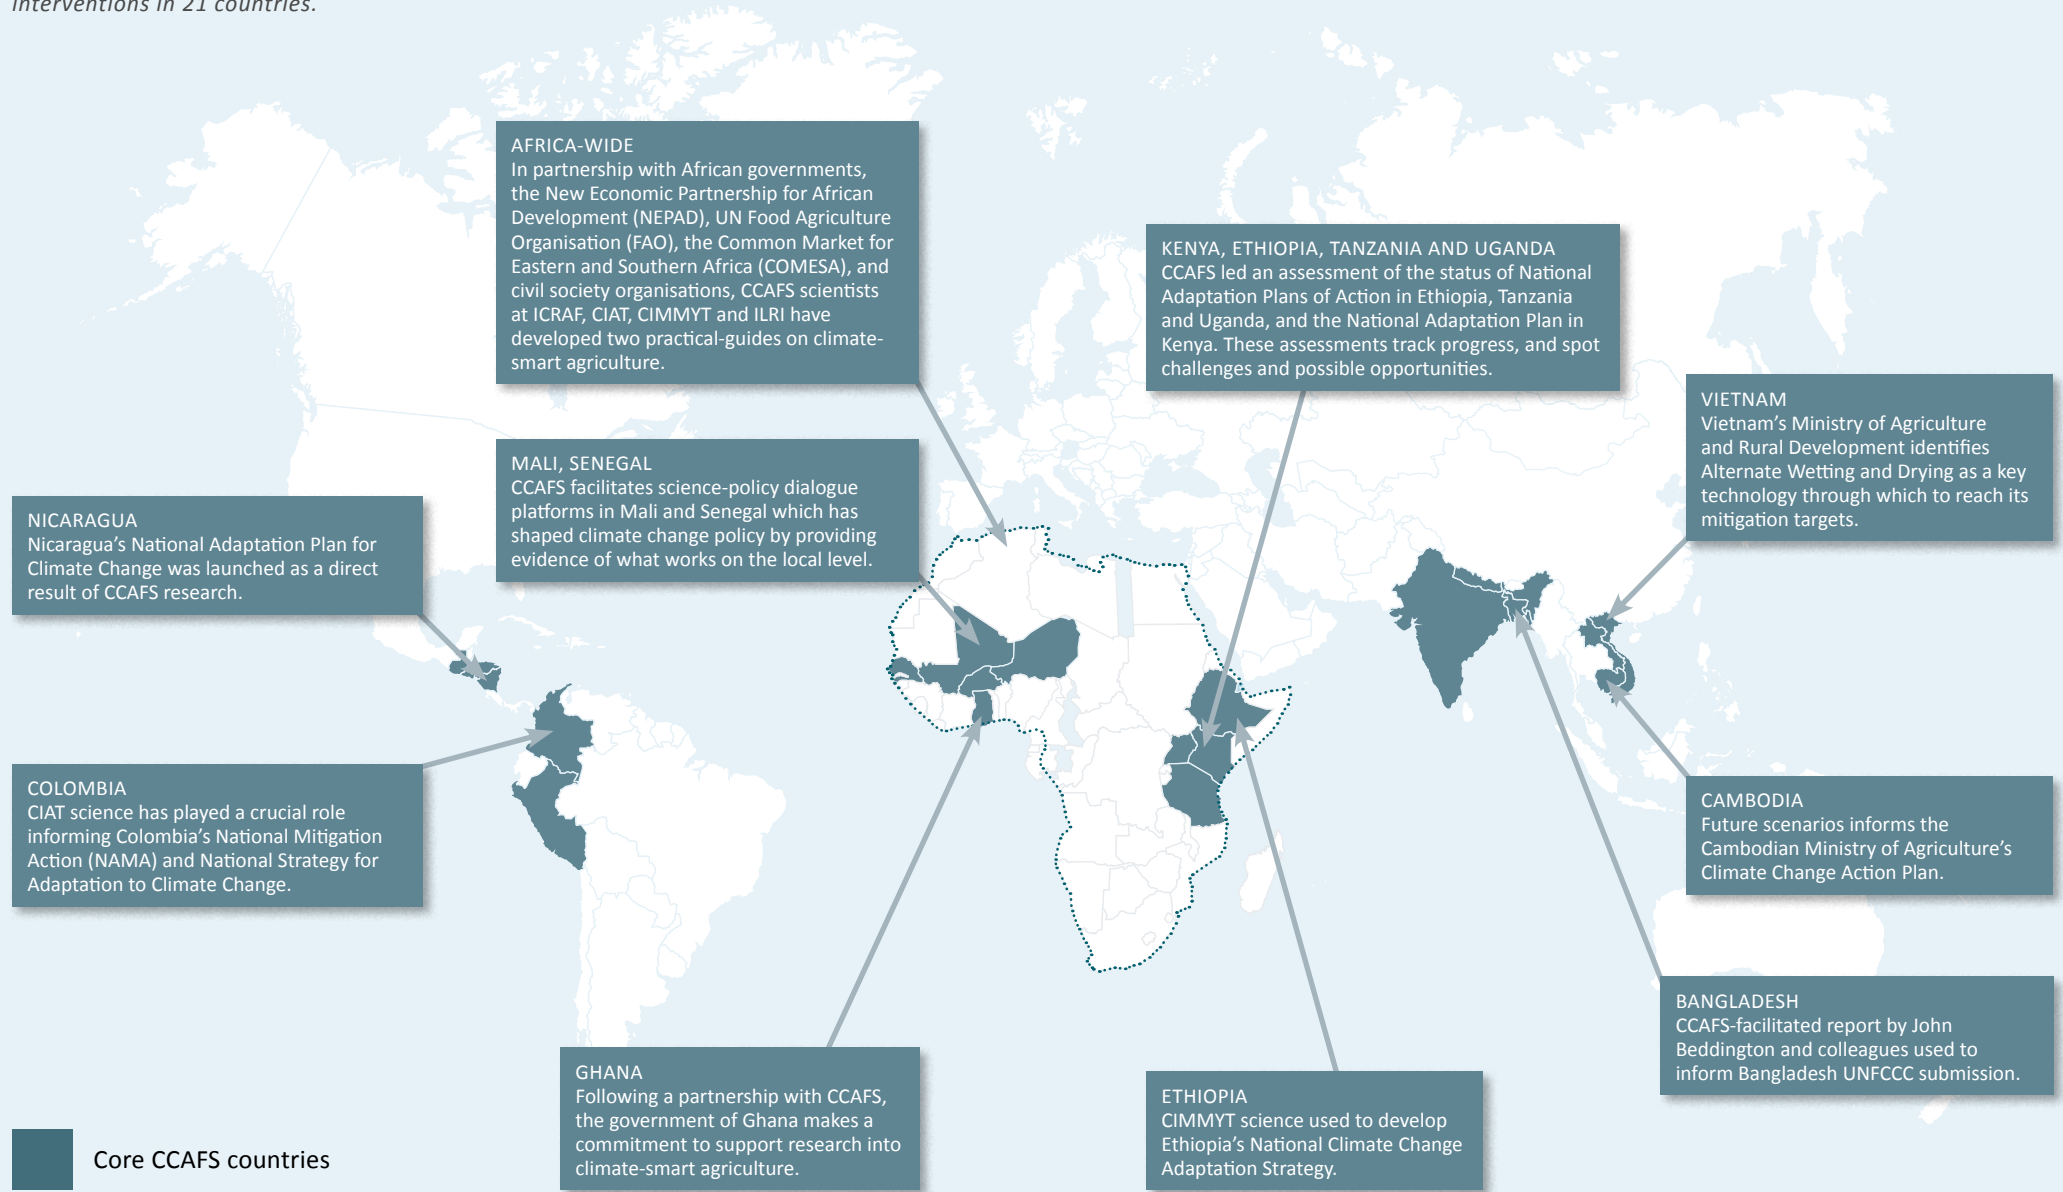 interventions in 21 countries.
AFRICA-WIDE
In partnership with African governments,
the New Economic Partnership for African
Development (NEPAD), UN Food Agriculture
Organisation (FAO), the Common Market for
Eastern and Southern Africa (COMESA), and
civil society organisations, CCAFS scientists
at ICRAF, CIAT, CIMMYT and ILRI have
developed two practical-guides on climate-
smart agriculture.
KENYA, ETHIOPIA, TANZANIA AND UGANDA
CCAFS led an assessment of the status of National
Adaptation Plans of Action in Ethiopia, Tanzania
and Uganda, and the National Adaptation Plan in
Kenya. These assessments track progress, and spot
challenges and possible opportunities.
VIETNAM
Vietnam's Ministry of Agriculture
and Rural Development identifies
Alternate Wetting and Drying as a key
technology through which to reach its
mitigation targets.
MALI, SENEGAL
CCAFS facilitates science-policy dialogue
platforms in Mali and Senegal which has
shaped climate change policy by providing
evidence of what works on the local level.
NICARAGUA
Nicaragua's National Adaptation Plan for
Climate Change was launched as a direct
result of CCAFS research.
COLOMBIA
CIAT science has played a crucial role
informing Colombia's National Mitigation
Action (NAMA) and National Strategy for
Adaptation to Climate Change.
CAMBODIA
Future scenarios informs the
Cambodian Ministry of Agriculture's
Climate Change Action Plan.
BANGLADESH
CCAFS-facilitated report by John
Beddington and colleagues used to
inform Bangladesh UNFCCC submission.
GHANA
Following a partnership with CCAFS,
the government of Ghana makes a
commitment to support research into
climate-smart agriculture.
ETHIOPIA
CIMMYT science used to develop
Ethiopia's National Climate Change
Adaptation Strategy.
Core CCAFS countries